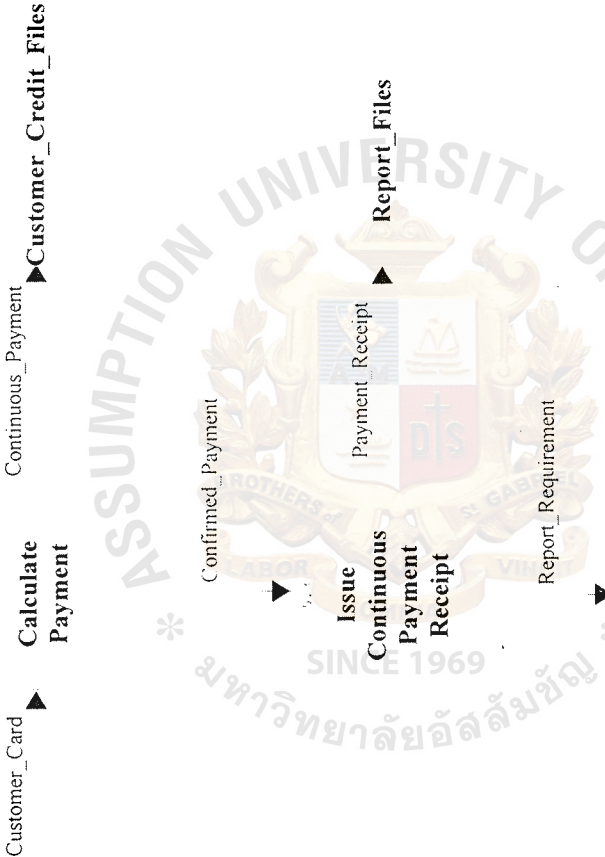 Customer_Card
Calculate
Payment
Continuous_Payment
Customer_Credit_Files
Confirmed_Payment
Issue
Continuous
Payment
Receipt
Payment_Receipt
Report_Files
Report_Requirement
ASSUMPTION UNIVERSITY O
BROTHERS of
ST GABRIEL
LABOR
VIN
D S
SINCE 1969
* มหาวิทยาลัยอัสสัมชัญ *